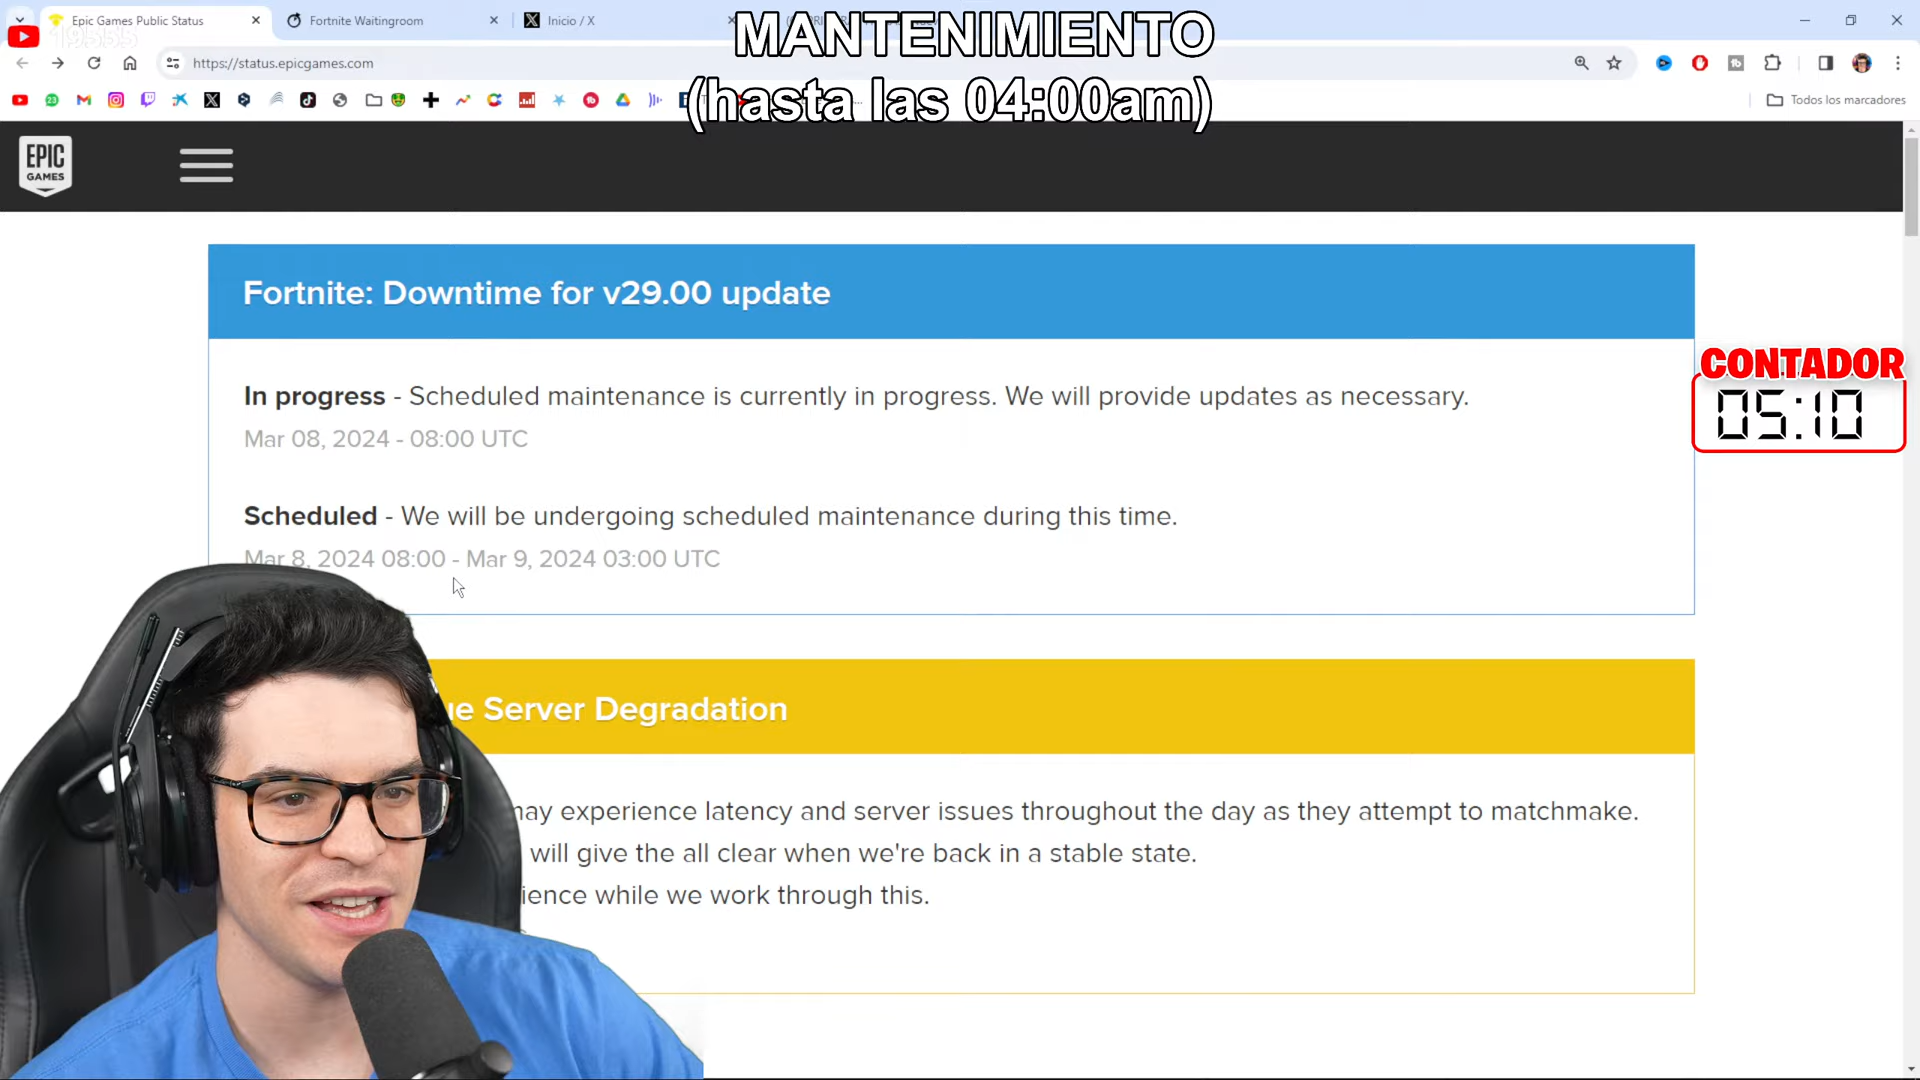 Epic Games Public Status
Fortnite Waitingroom
Inicio / X
MANTENIMIENTO
(hasta las 04:00am)
19555
https://status.epicgames.com
Todos los marcadores
EPIC
GAMES
Fortnite: Downtime for v29.00 update
In progress - Scheduled maintenance is currently in progress. We will provide updates as necessary.
Mar 08, 2024 - 08:00 UTC
CONTADOR
05:10
Scheduled - We will be undergoing scheduled maintenance during this time.
Mar 8, 2024 08:00 - Mar 9, 2024 03:00 UTC
Server Degradation
may experience latency and server issues throughout the day as they attempt to matchmake.
will give the all clear when we're back in a stable state.
while we work through this.